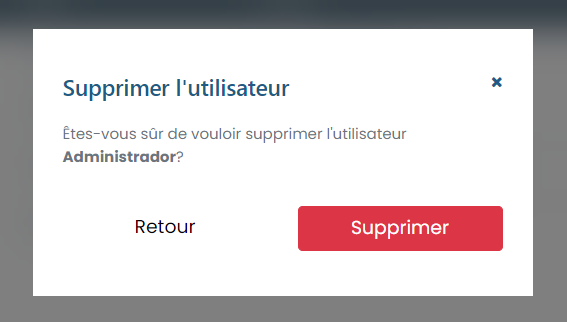 Supprimer l'utilisateur
Êtes-vous sûr de vouloir supprimer l'utilisateur
Administrador?
Retour
Supprimer